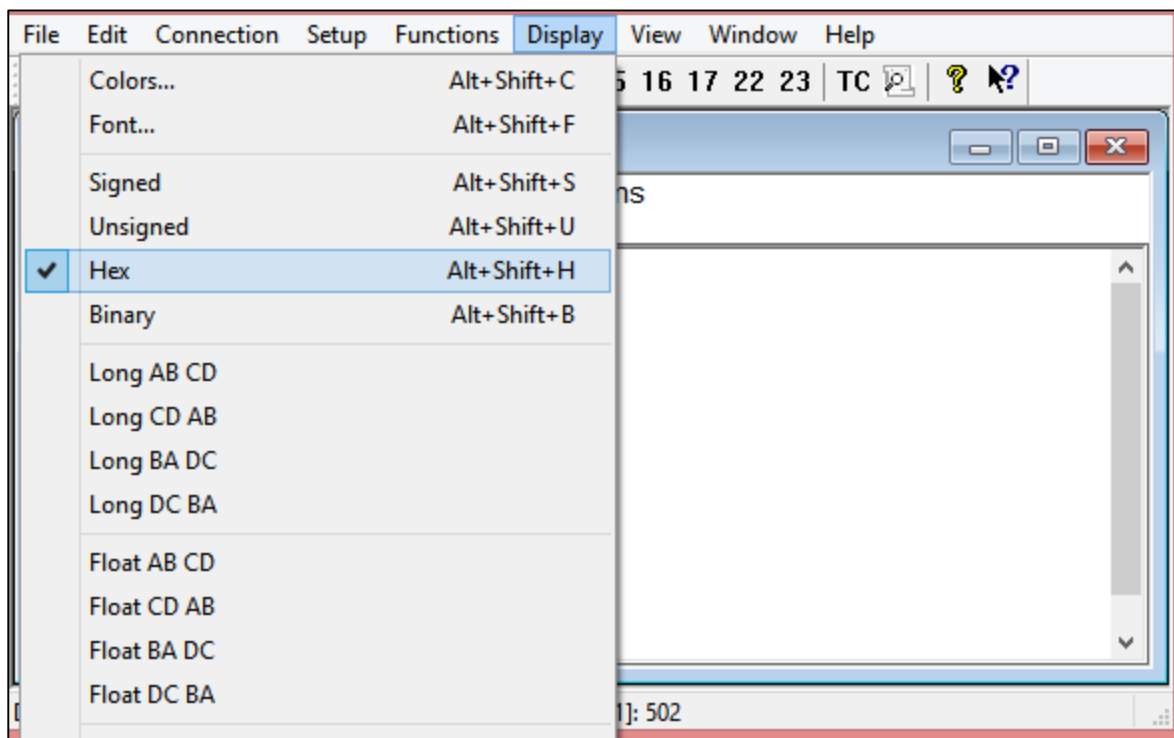 File Edit Connection Setup Functions Display View Window Help
Colors... Alt+Shift+C
16 17 22 23 TC
Font... Alt+Shift+F
Signed Alt+Shift+S
Unsigned Alt+Shift+U
Hex Alt+Shift+H
Binary Alt+Shift+B
Long AB CD
Long CD AB
Long BA DC
Long DC BA
Float AB CD
Float CD AB
Float BA DC
Float DC BA
1]: 502